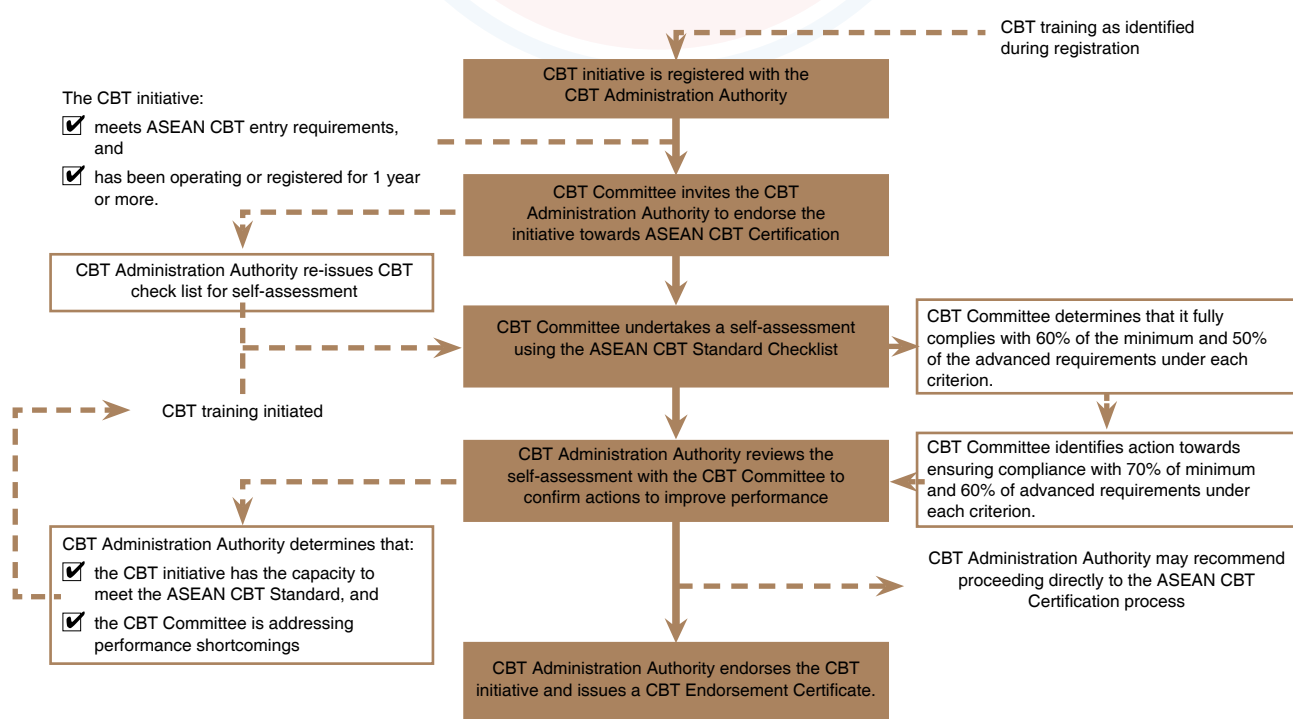 CBT training as identified
during registration
CBT initiative is registered with the
CBT Administration Authority
The CBT initiative:
meets ASEAN CBT entry requirements,
and
has been operating or registered for 1 year
or more.
CBT Committee invites the CBT
Administration Authority to endorse the
initiative towards ASEAN CBT Certification
CBT Administration Authority re-issues CBT
check list for self-assessment
CBT Committee undertakes a self-assessment
using the ASEAN CBT Standard Checklist
CBT Committee determines that it fully
complies with 60% of the minimum and 50%
of the advanced requirements under each
criterion.
CBT training initiated
CBT Administration Authority reviews the
self-assessment with the CBT Committee to
confirm actions to improve performance
CBT Committee identifies action towards
ensuring compliance with 70% of minimum
and 60% of advanced requirements under
each criterion.
CBT Administration Authority determines that:
the CBT initiative has the capacity to
meet the ASEAN CBT Standard, and
the CBT Committee is addressing
performance shortcomings
CBT Administration Authority may recommend
proceeding directly to the ASEAN CBT
Certification process
CBT Administration Authority endorses the CBT
initiative and issues a CBT Endorsement Certificate.